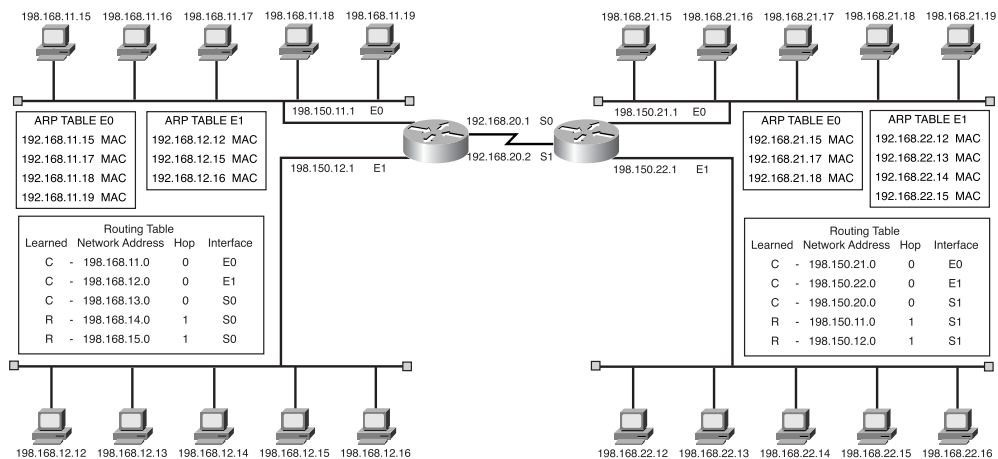 198.168.11.15 198.168.11.16 198.168.11.17 198.168.11.18 198.168.11.19
198.168.21.15 198.168.21.16 198.168.21.17 198.168.21.18 198.168.21.19
198.150.11.1 E0
192.168.20.1 S0
198.150.21.1 E0
192.168.20.2 S1
198.150.12.1 E1
198.150.22.1 E1
ARP TABLE E0
192.168.11.15 MAC
192.168.11.17 MAC
192.168.11.18 MAC
192.168.11.19 MAC
ARP TABLE E1
192.168.12.12 MAC
192.168.12.15 MAC
192.168.12.16 MAC
ARP TABLE E0
192.168.21.15 MAC
192.168.21.17 MAC
192.168.21.18 MAC
ARP TABLE E1
192.168.22.12 MAC
192.168.22.13 MAC
192.168.22.14 MAC
192.168.22.15 MAC
Routing Table
Learned Network Address Hop Interface
C - 198.168.11.0 0 E0
C - 198.168.12.0 0 E1
C - 198.168.13.0 0 S0
R - 198.168.14.0 1 S0
R - 198.168.15.0 1 S0
Routing Table
Learned Network Address Hop Interface
C - 198.150.21.0 0 E0
C - 198.150.22.0 0 E1
C - 198.150.20.0 0 S1
R - 198.150.11.0 1 S1
R - 198.150.12.0 1 S1
198.168.12.12 198.168.12.13 198.168.12.14 198.168.12.15 198.168.12.16
198.168.22.12 198.168.22.13 198.168.22.14 198.168.22.15 198.168.22.16